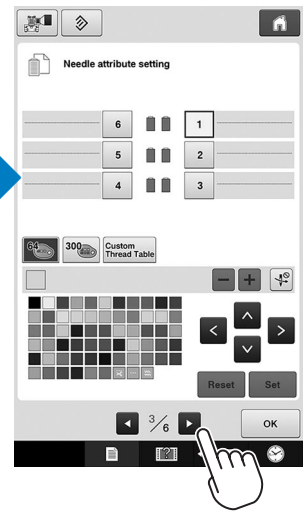 Needle attribute setting
6 1
5 2
4 3
64 300 Custom
Thread Table
Reset Set
3/6 OK